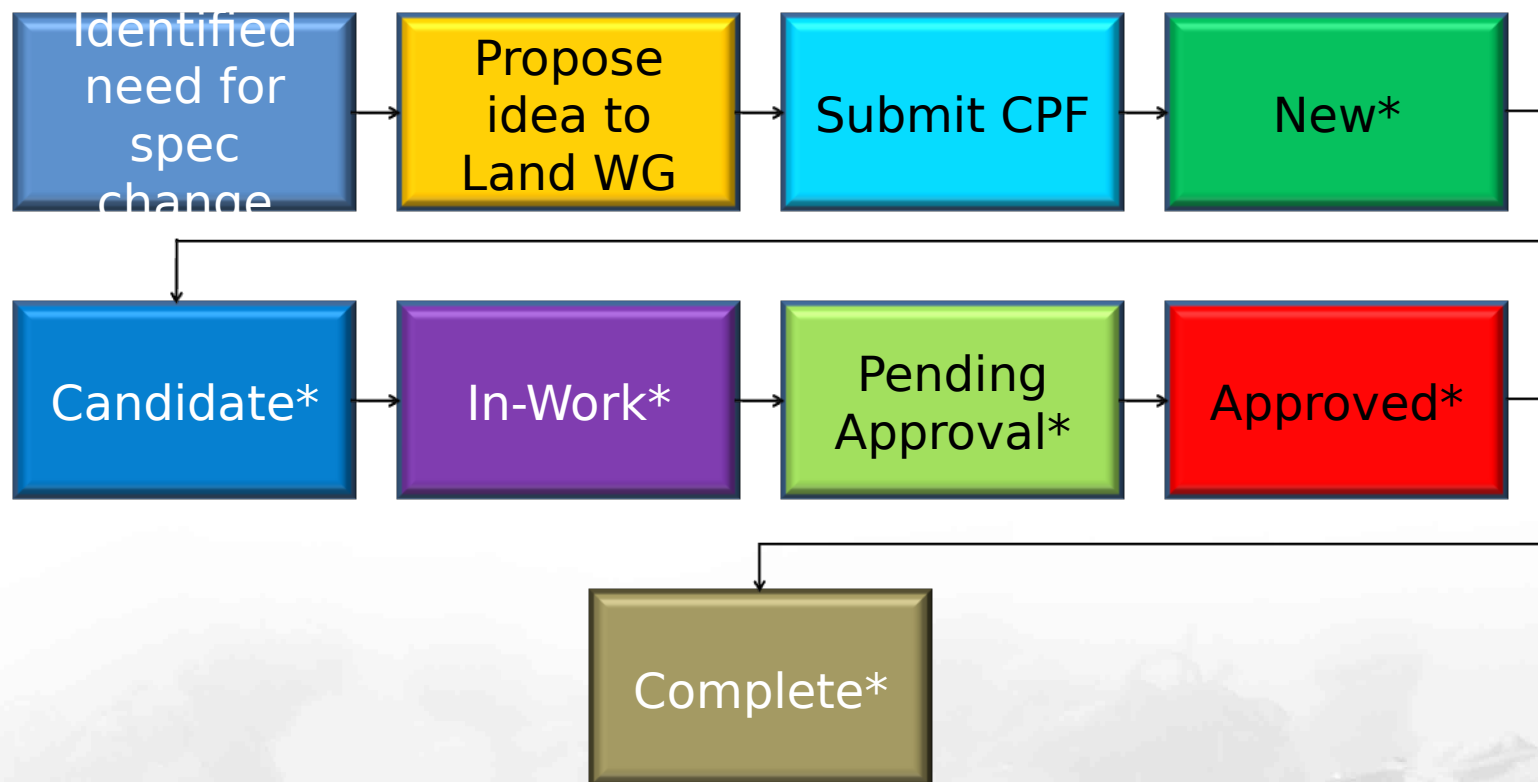 Identified
need for
spec
change
Propose
idea to
Land WG
Submit CPF
New*
Candidate*
In-Work*
Pending
Approval*
Approved*
Complete*